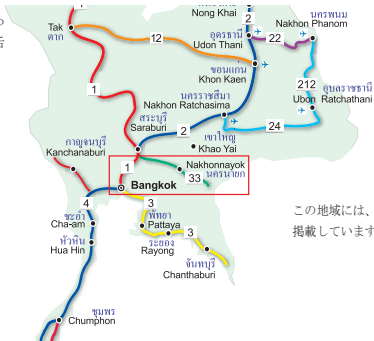 Nong Khai
2
นครพนม
Nakhon Phanom
Tak
ตาก
อุดรธานี
Udon Thani
22
12
ขอนแก่น
Khon Kaen
1
นครราชสีมา
Nakhon Ratchasima
212
อุบลราชธานี
Ubon Ratchathani
สระบุรี
Saraburi
2
24
เขาใหญ่
Khao Yai
กาญจนบุรี
Kanchanaburi
1
Nakhonnayok
นครนายก
33
Bangkok
4
3
ชะอำ
Cha-am
พัทยา
Pattaya
หัวหิน
Hua Hin
3
ระยอง
Rayong
จันทบุรี
Chanthaburi
ชุมพร
Chumphon
この地域には、
掲載しています